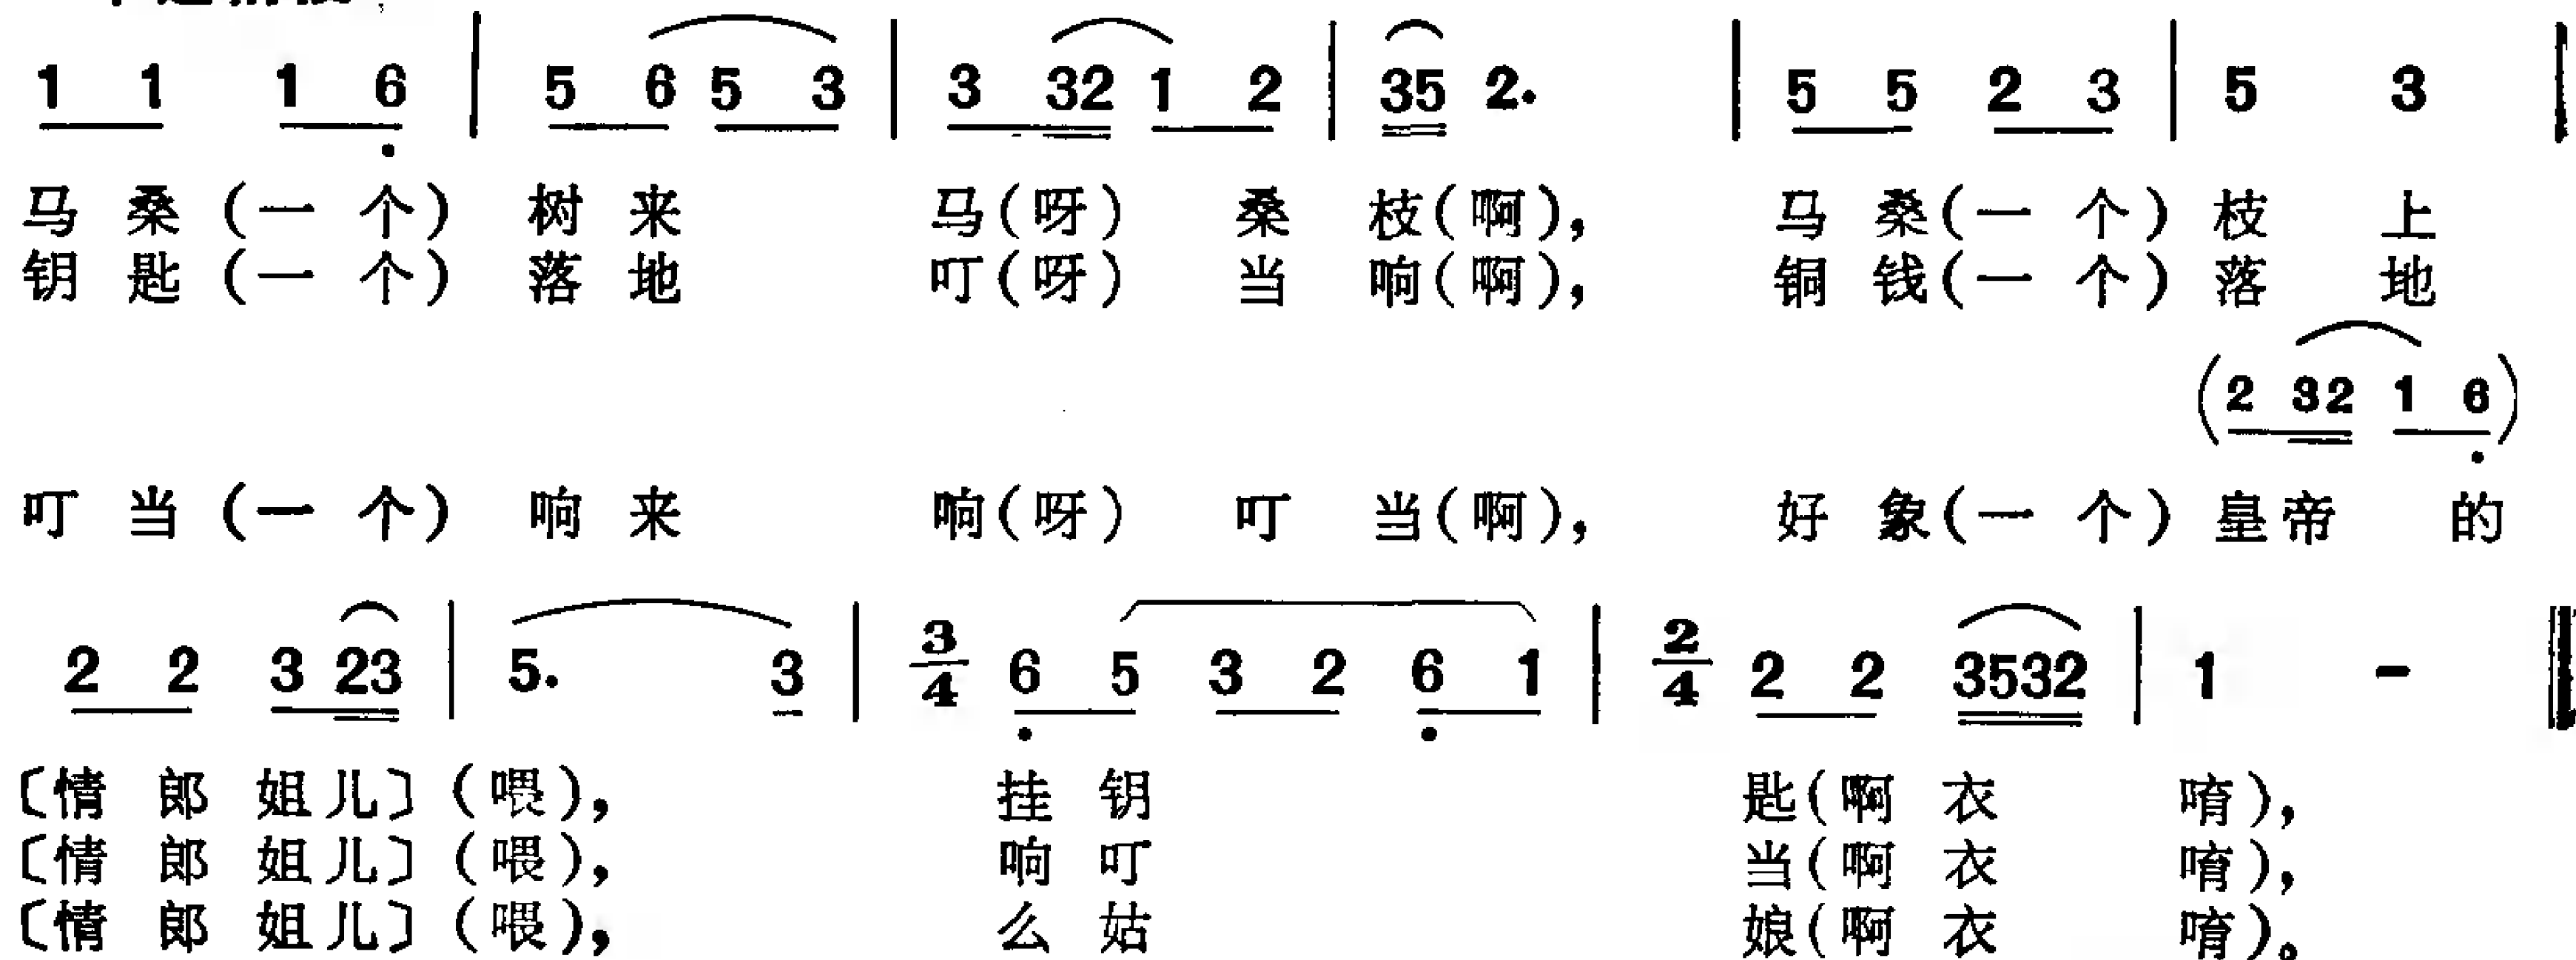 1 1 1 6 | 5 6 5 3 | 3 32 1 2 | 35 2. | 5 5 2 3 | 5 3 |
马 桑 (一 个) 树 来 马(呀) 桑 枝(啊), 马 桑(一 个) 枝 上
钥 匙 (一 个) 落 地 叮(呀) 当 响(啊), 铜 钱(一 个) 落 地
(2 32 1 6)
叮 当 (一 个) 响 来 响(呀) 叮 当(啊), 好 象(一 个) 皇 帝 的
2 2 3 23 | 5. 3 | 3/4 6 5 3 2 6 1 | 2/4 2 2 3532 | 1 - ‖
〔情 郎 姐 儿〕(喂), 挂 钥 匙(啊 衣 唷),
〔情 郎 姐 儿〕(喂), 响 叮 当(啊 衣 唷),
〔情 郎 姐 儿〕(喂), 么 姑 娘(啊 衣 唷)。